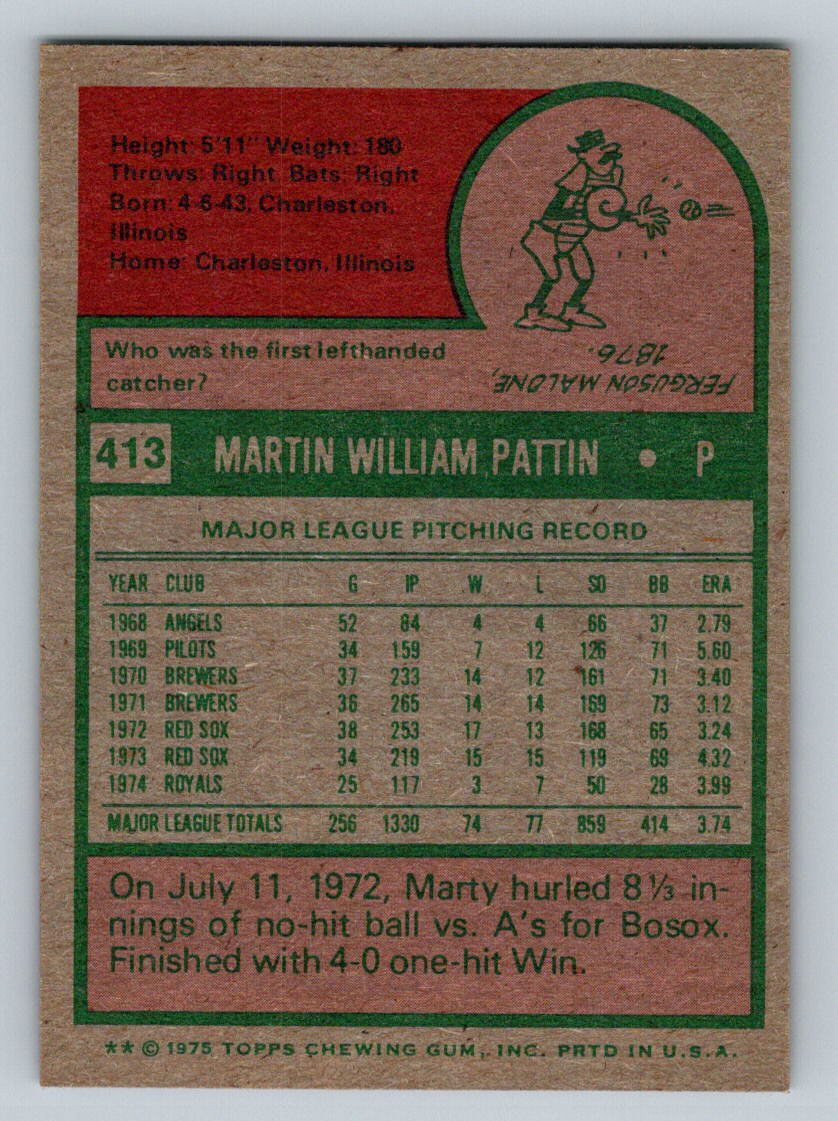 Height: 5'11" Weight: 180
Throws: Right Bats: Right
Born: 4-6-43, Charleston,
Illinois
Home: Charleston, Illinois
Who was the first lefthanded
catcher?
FERGUSON MALONE,
1876.
413 MARTIN WILLIAM PATTIN • P
MAJOR LEAGUE PITCHING RECORD
YEAR CLUB G IP W L SO BB ERA
1968 ANGELS 52 84 4 4 66 37 2.79
1969 PILOTS 34 159 7 12 126 71 5.60
1970 BREWERS 37 233 14 12 161 71 3.40
1971 BREWERS 36 265 14 14 169 73 3.12
1972 RED SOX 38 253 17 13 168 65 3.24
1973 RED SOX 34 219 15 15 119 69 4.32
1974 ROYALS 25 117 3 7 50 28 3.99
MAJOR LEAGUE TOTALS 256 1330 74 77 859 414 3.74
On July 11, 1972, Marty hurled 8⅓ in-
nings of no-hit ball vs. A's for Bosox.
Finished with 4-0 one-hit Win.
** © 1975 TOPPS CHEWING GUM, INC. PRTD IN U.S.A.